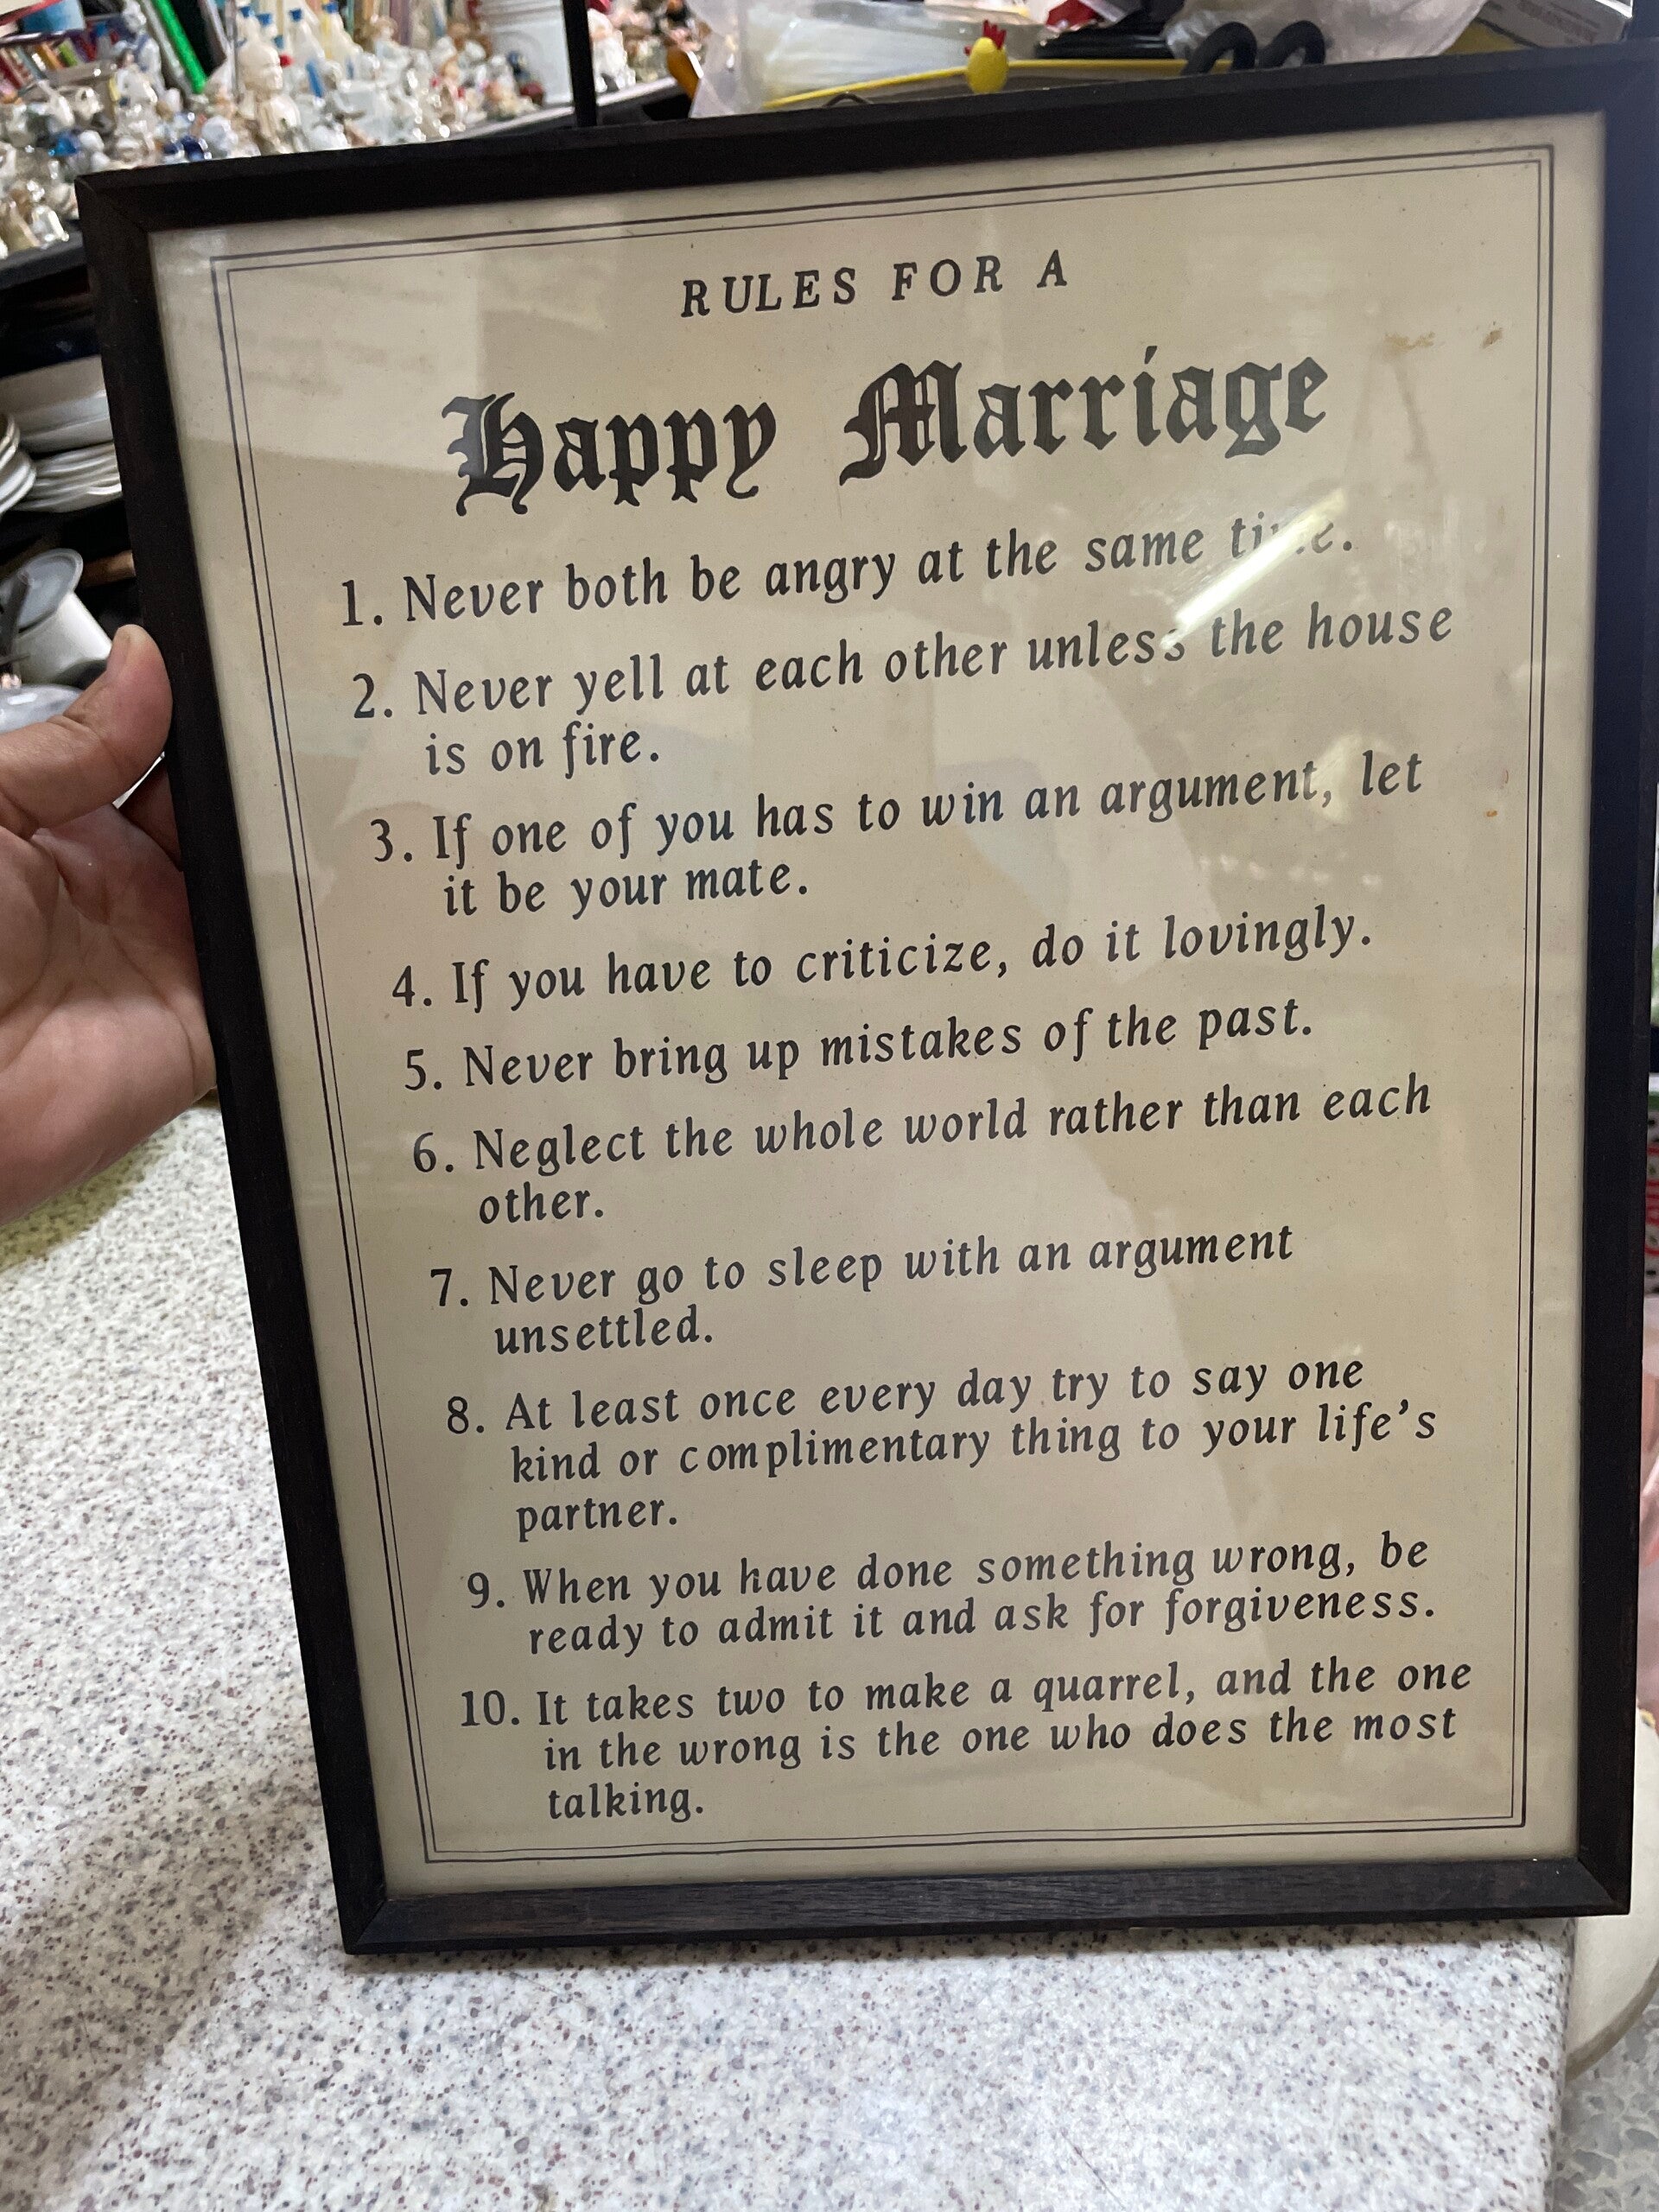 RULES FOR A
Happy Marriage
1. Never both be angry at the same time.
2. Never yell at each other unless the house
is on fire.
3. If one of you has to win an argument, let
it be your mate.
4. If you have to criticize, do it lovingly.
5. Never bring up mistakes of the past.
6. Neglect the whole world rather than each
other.
7. Never go to sleep with an argument
unsettled.
8. At least once every day try to say one
kind or complimentary thing to your life's
partner.
9. When you have done something wrong, be
ready to admit it and ask for forgiveness.
10. It takes two to make a quarrel, and the one
in the wrong is the one who does the most
talking.